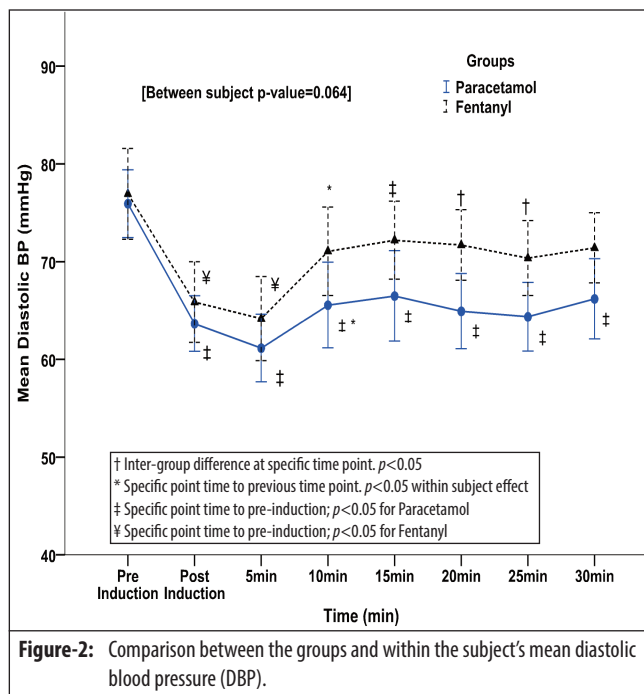 90
80
70
60
50
40
Mean Diastolic BP (mmHg)
Groups
Paracetamol
Fentanyl
[Between subject p-value=0.064]
¥
‡
¥
‡
*
‡ *
‡
‡
†
‡
†
‡
‡
† Inter-group difference at specific time point. p<0.05
* Specific point time to previous time point. p<0.05 within subject effect
‡ Specific point time to pre-induction; p<0.05 for Paracetamol
¥ Specific point time to pre-induction; p<0.05 for Fentanyl
Pre Induction
Post Induction
5min
10min
15min
20min
25min
30min
Time (min)
Figure-2: Comparison between the groups and within the subject's mean diastolic
blood pressure (DBP).